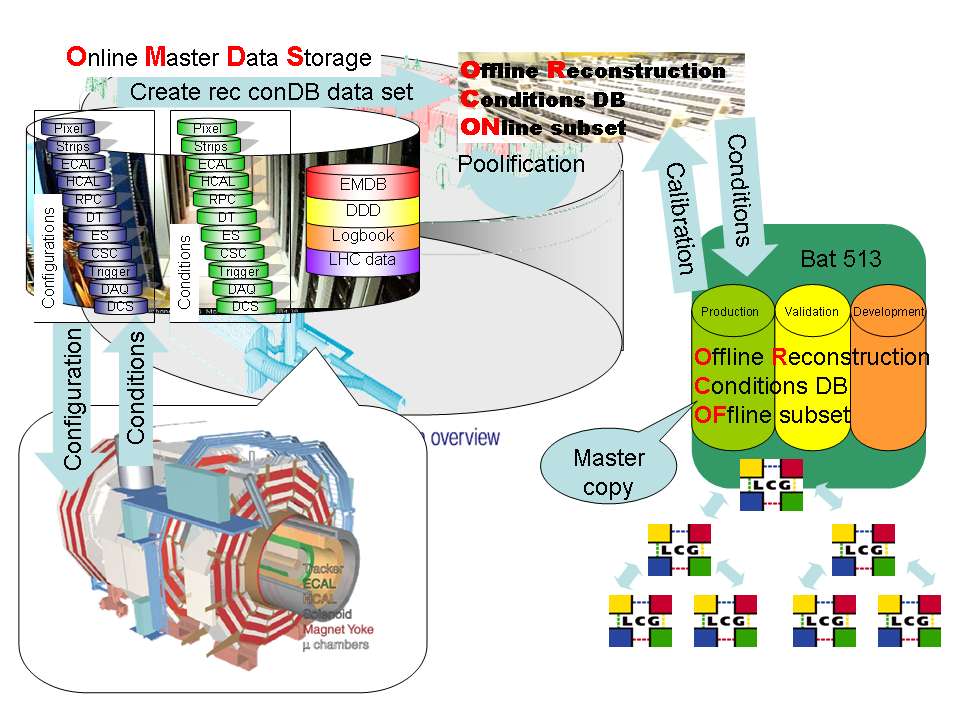 Online Master Data Storage
Create rec conDB data set
Offline Reconstruction
Conditions DB
ONline subset
Poolification
Configurations
Pixel
Strips
ECAL
HCAL
RPC
DT
ES
CSC
Trigger
DAQ
DCS
Conditions
Pixel
Strips
ECAL
HCAL
RPC
DT
ES
CSC
Trigger
DAQ
DCS
EMDB
DDD
Logbook
LHC data
Calibration
Conditions
Bat 513
Production
Validation
Development
Offline Reconstruction
Conditions DB
OFfline subset
Master
copy
Configuration
Conditions
overview
Tracker
ECAL
HCAL
Solenoid
Magnet Yoke
μ chambers
LCG
LCG
LCG
LCG
LCG
LCG
LCG